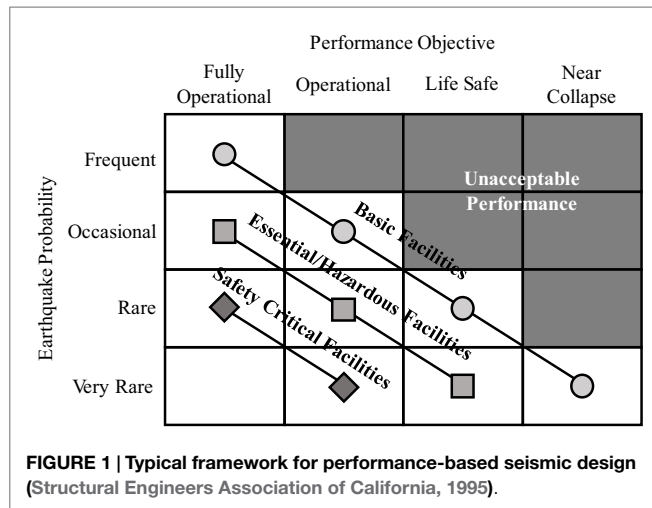 Performance Objective
Fully
Operational
Operational
Life Safe
Near
Collapse
Earthquake Probability
Frequent
Occasional
Rare
Very Rare
Unacceptable
Performance
Basic Facilities
Essential/Hazardous Facilities
Safety Critical Facilities
FIGURE 1 | Typical framework for performance-based seismic design
(Structural Engineers Association of California, 1995).